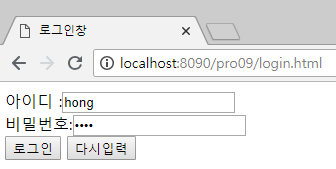 로그인창
localhost:8090/pro09/login.html
아이디 :hong
비밀번호:••••
로그인 다시입력